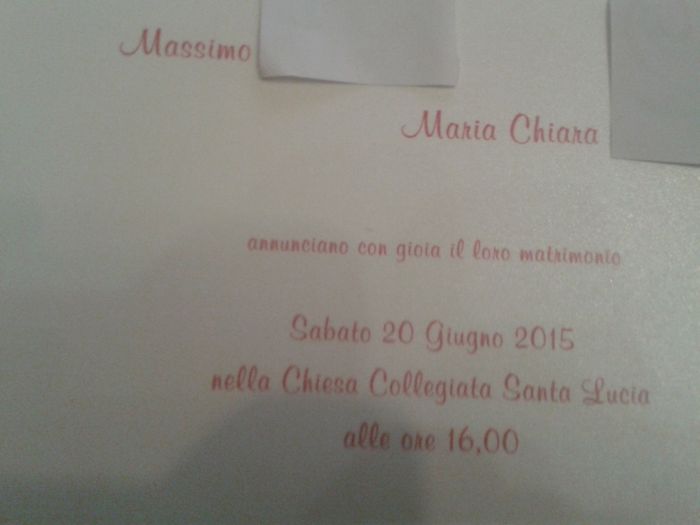 Massimo
Maria Chiara
annunciano con gioia il loro matrimonio
Sabato 20 Giugno 2015
nella Chiesa Collegiata Santa Lucia
alle ore 16,00